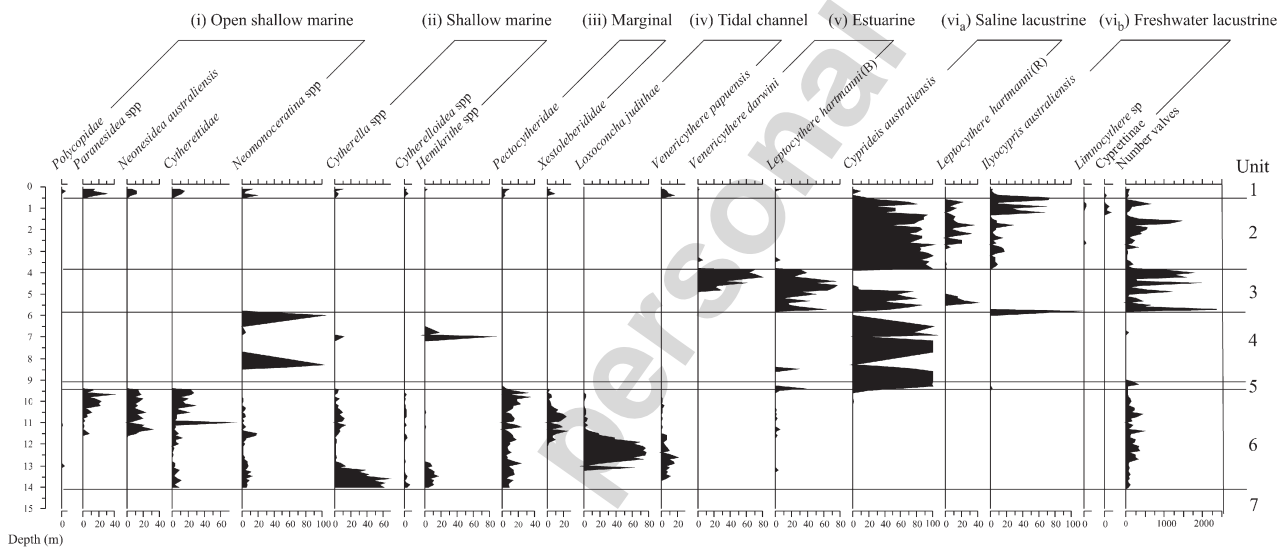 (i) Open shallow marine (ii) Shallow marine (iii) Marginal (iv) Tidal channel (v) Estuarine (vi a) Saline lacustrine (vi b) Freshwater lacustrine
Polycopidae
Paranesidea spp
Neonesidea australiensis
Cytherettidae
Neomonoceratina spp
Cytherella spp
Cytherelloidea spp
Hemikrithe spp
Pectocytheridae
Xestoleberididae
Loxoconcha judithae
Venericythere papuensis
Venericythere darwini
Leptocythere hartmanni(B)
Cyprideis australiensis
Leptocythere hartmanni(R)
Ilyocypris australiensis
Limnocythere sp
Cyprettinae
Number valves
Unit
0
1
2
3
4
5
6
7
8
9
10
11
12
13
14
15
1
2
3
4
5
6
7
0 0 20 40 0 20 40 0 20 40 60 0 20 40 60 80 100 0 20 40 60 0 0 20 40 60 80 0 20 40 0 20 0 20 40 60 80 0 20 0 20 40 60 80 0 20 40 60 80 0 20 40 60 80 100 0 20 40 0 20 40 60 80 100 0 0 0 1000 2000
Depth (m)
personal